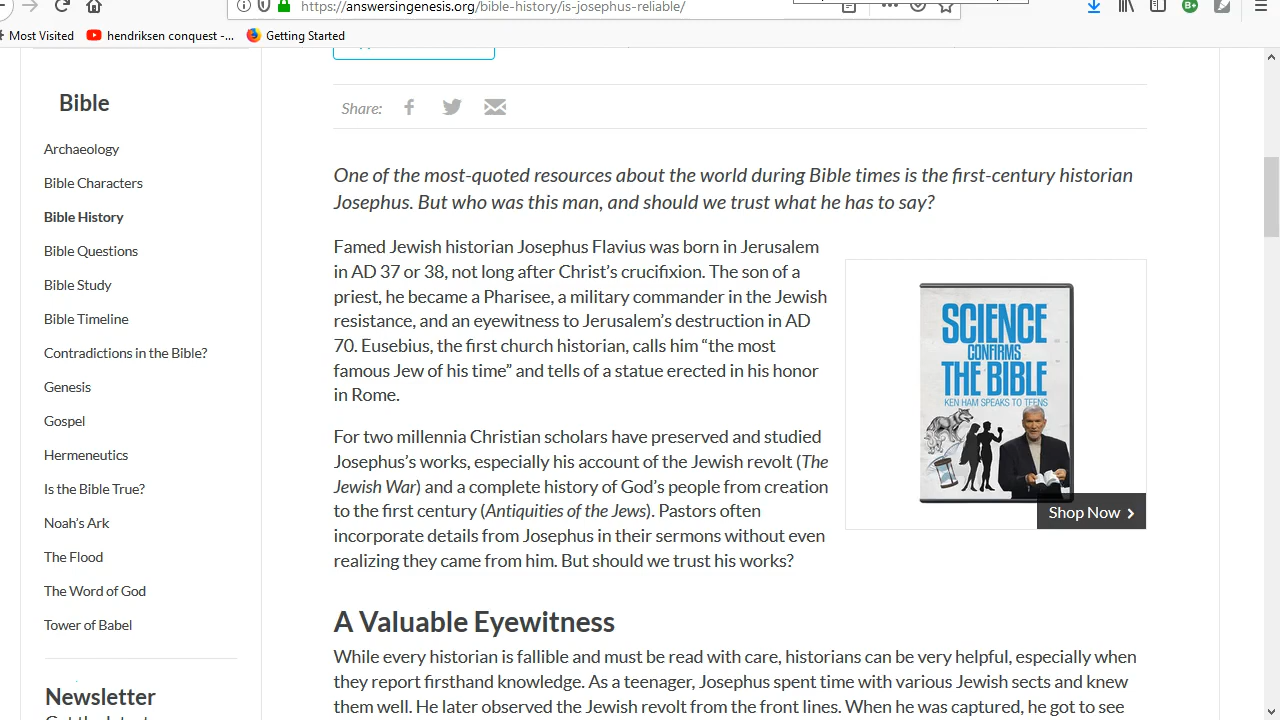 https://answersingenesis.org/bible-history/is-josephus-reliable/
Most Visited
hendriksen conquest -...
Getting Started
Bible
Archaeology
Bible Characters
Bible History
Bible Questions
Bible Study
Bible Timeline
Contradictions in the Bible?
Genesis
Gospel
Hermeneutics
Is the Bible True?
Noah's Ark
The Flood
The Word of God
Tower of Babel
Newsletter
Share:
One of the most-quoted resources about the world during Bible times is the first-century historian
Josephus. But who was this man, and should we trust what he has to say?
Famed Jewish historian Josephus Flavius was born in Jerusalem
in AD 37 or 38, not long after Christ’s crucifixion. The son of a
priest, he became a Pharisee, a military commander in the Jewish
resistance, and an eyewitness to Jerusalem’s destruction in AD
70. Eusebius, the first church historian, calls him “the most
famous Jew of his time” and tells of a statue erected in his honor
in Rome.
For two millennia Christian scholars have preserved and studied
Josephus’s works, especially his account of the Jewish revolt (The
Jewish War) and a complete history of God’s people from creation
to the first century (Antiquities of the Jews). Pastors often
incorporate details from Josephus in their sermons without even
realizing they came from him. But should we trust his works?
SCIENCE
CONFIRMS
THE BIBLE
KEN HAM SPEAKS TO TEENS
Shop Now
A Valuable Eyewitness
While every historian is fallible and must be read with care, historians can be very helpful, especially when
they report firsthand knowledge. As a teenager, Josephus spent time with various Jewish sects and knew
them well. He later observed the Jewish revolt from the front lines. When he was captured, he got to see